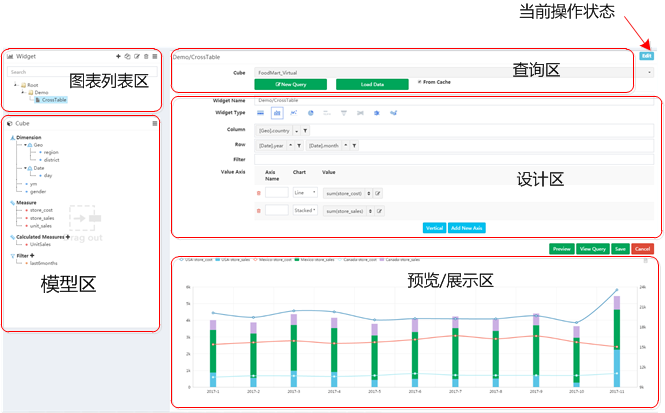 当前操作状态
Widget
Search
Root
Demo
CrossTable
图表列表区
Demo/CrossTable
Edit
Cube
FoodMart_Virtual
New Query
Load Data
From Cache
查询区
Cube
Dimension
Geo
region
district
Date
day
ym
gender
Measure
store_cost
store_sales
unit_sales
Calculated Measures
UnitSales
Filter
last6months
Drag out
模型区
Widget Name
Demo/CrossTable
Widget Type
Column
[Geo].country
Row
[Date].year
[Date].month
Filter
Value Axis
Axis Name
Chart
Value
Line
sum(store_cost)
Stacked
sum(store_sales)
Vertical
Add New Axis
设计区
Preview
View Query
Save
Cancel
USA-store_cost
USA-store_sales
Mexico-store_cost
Mexico-store_sales
Canada-store_cost
Canada-store_sales
预览/展示区
6k
5k
4k
3k
2k
1k
0
24k
21k
18k
15k
12k
9k
2017-1
2017-2
2017-3
2017-4
2017-5
2017-6
2017-7
2017-8
2017-9
2017-10
2017-11